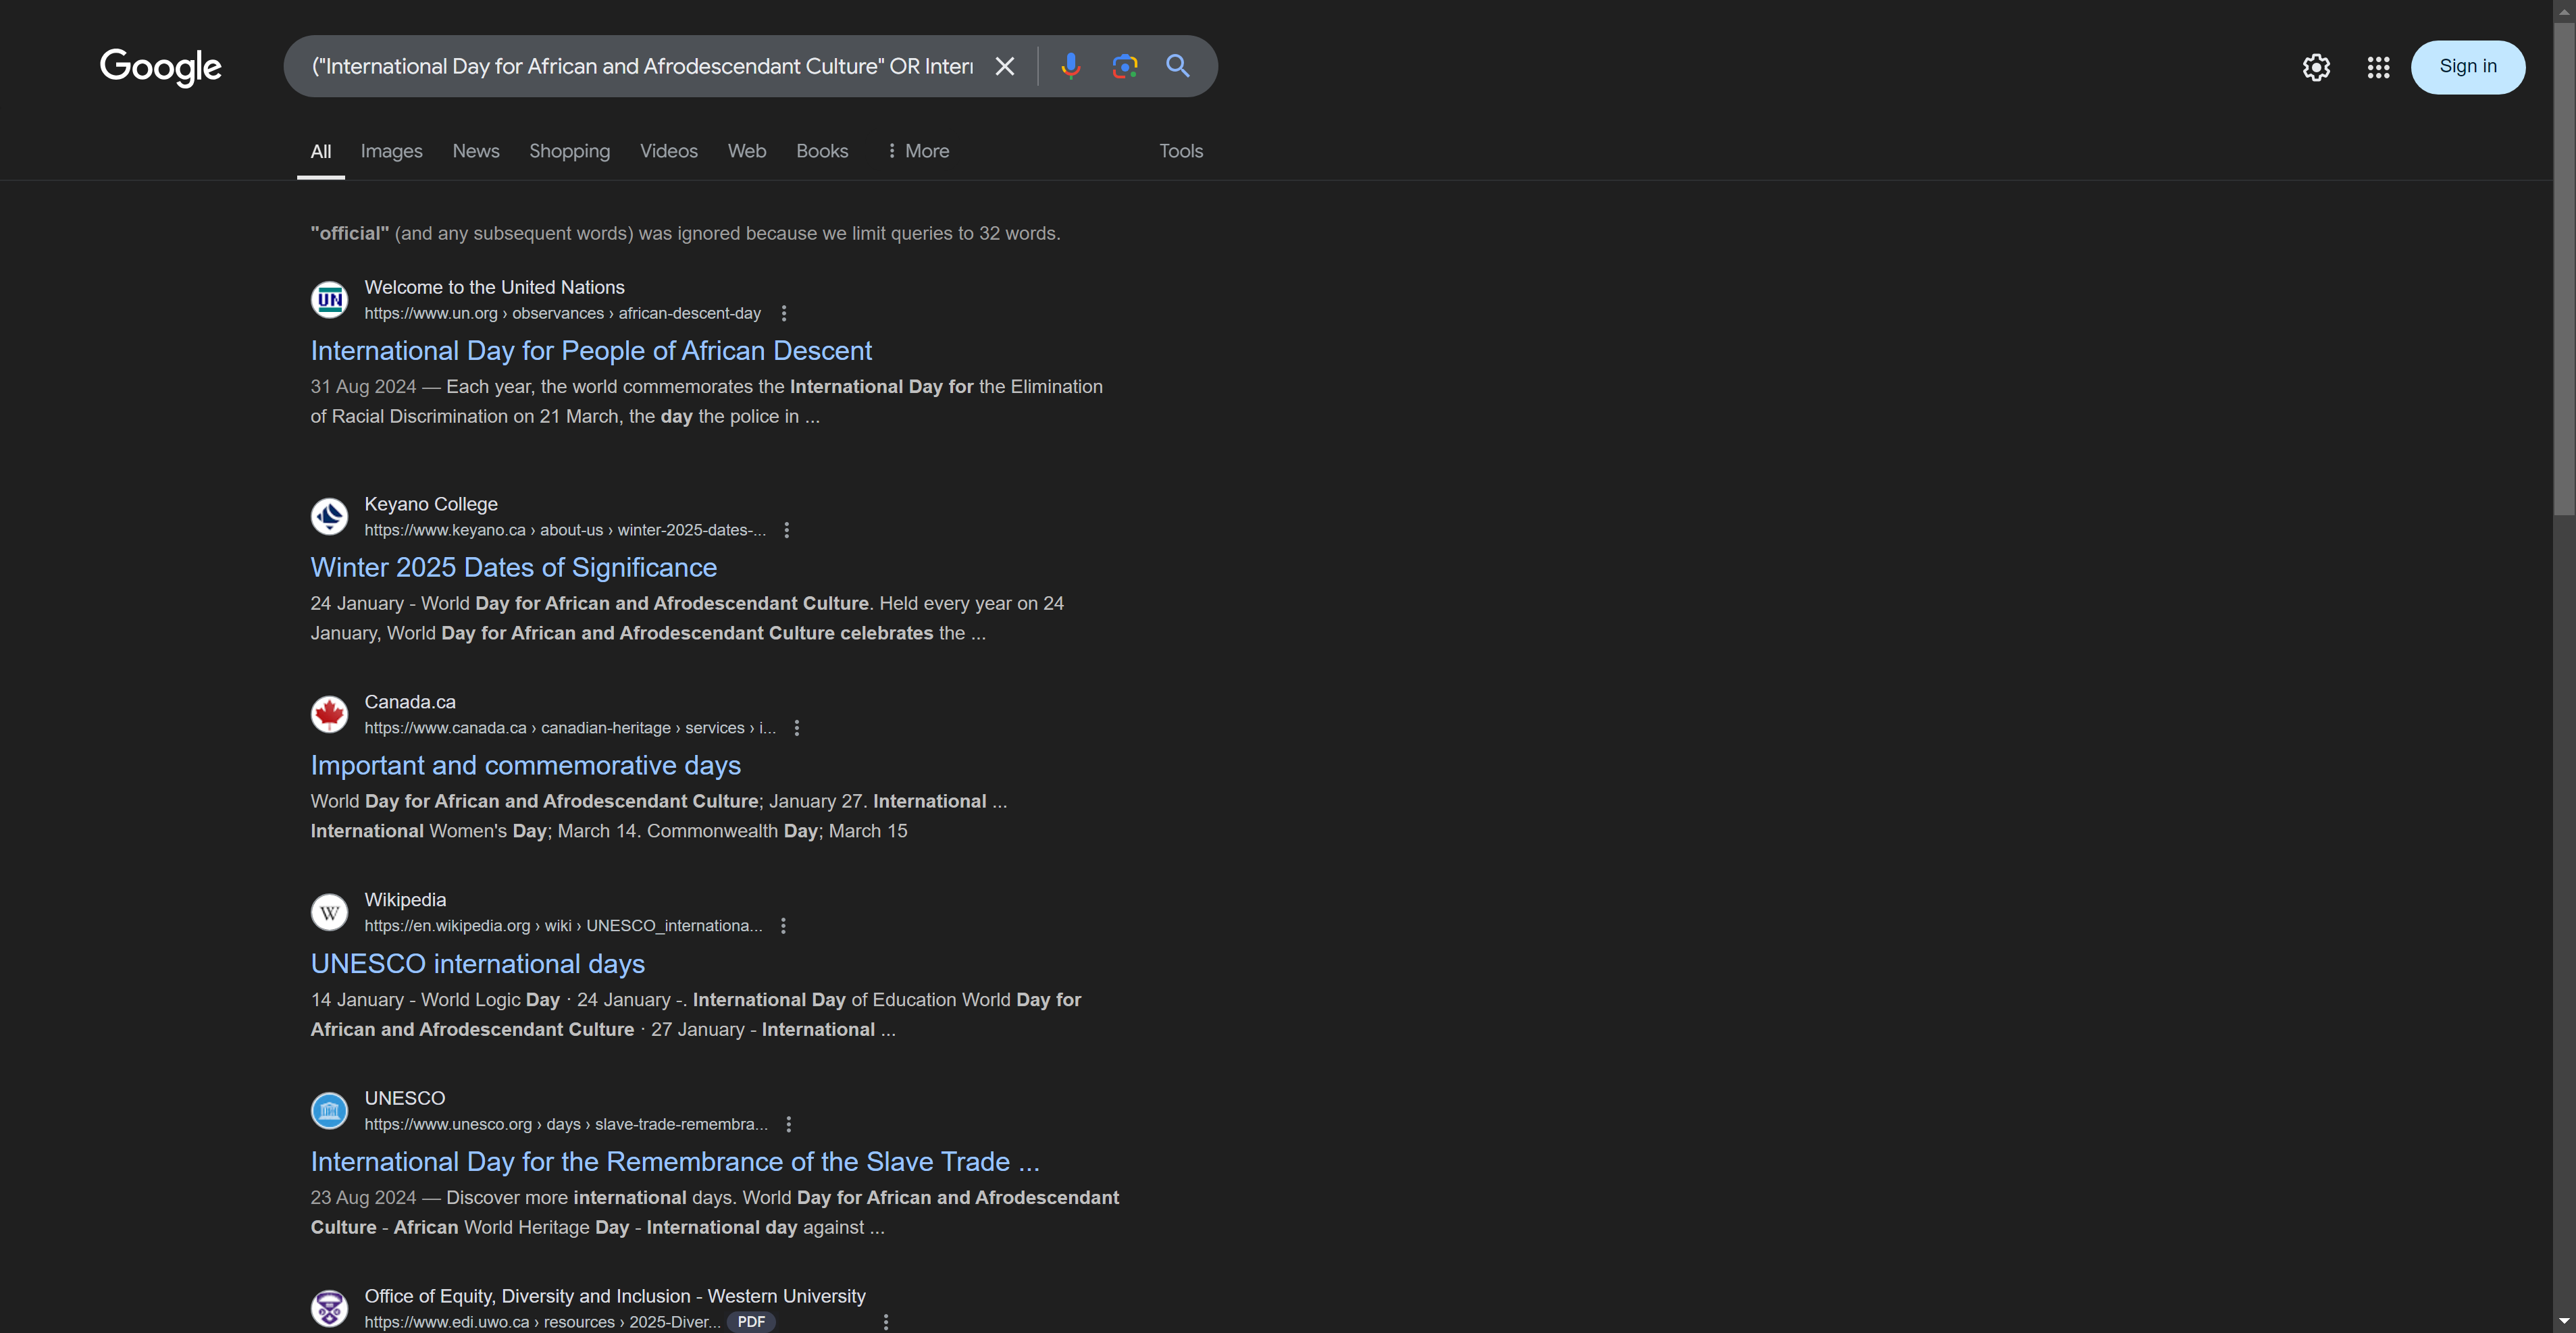 Google
("International Day for African and Afrodescendant Culture" OR Intern
Sign in
All Images News Shopping Videos Web Books More Tools
"official" (and any subsequent words) was ignored because we limit queries to 32 words.
UN
Welcome to the United Nations
https://www.un.org › observances › african-descent-day
International Day for People of African Descent
31 Aug 2024 — Each year, the world commemorates the International Day for the Elimination
of Racial Discrimination on 21 March, the day the police in ...
Keyano College
https://www.keyano.ca › about-us › winter-2025-dates-...
Winter 2025 Dates of Significance
24 January - World Day for African and Afrodescendant Culture. Held every year on 24
January, World Day for African and Afrodescendant Culture celebrates the ...
Canada.ca
https://www.canada.ca › canadian-heritage › services › i...
Important and commemorative days
World Day for African and Afrodescendant Culture; January 27. International ...
International Women's Day; March 14. Commonwealth Day; March 15
W
Wikipedia
https://en.wikipedia.org › wiki › UNESCO_internationa...
UNESCO international days
14 January - World Logic Day · 24 January -. International Day of Education World Day for
African and Afrodescendant Culture · 27 January - International ...
UNESCO
https://www.unesco.org › days › slave-trade-remembra...
International Day for the Remembrance of the Slave Trade ...
23 Aug 2024 — Discover more international days. World Day for African and Afrodescendant
Culture - African World Heritage Day - International day against ...
Office of Equity, Diversity and Inclusion - Western University
https://www.edi.uwo.ca › resources › 2025-Diver... PDF